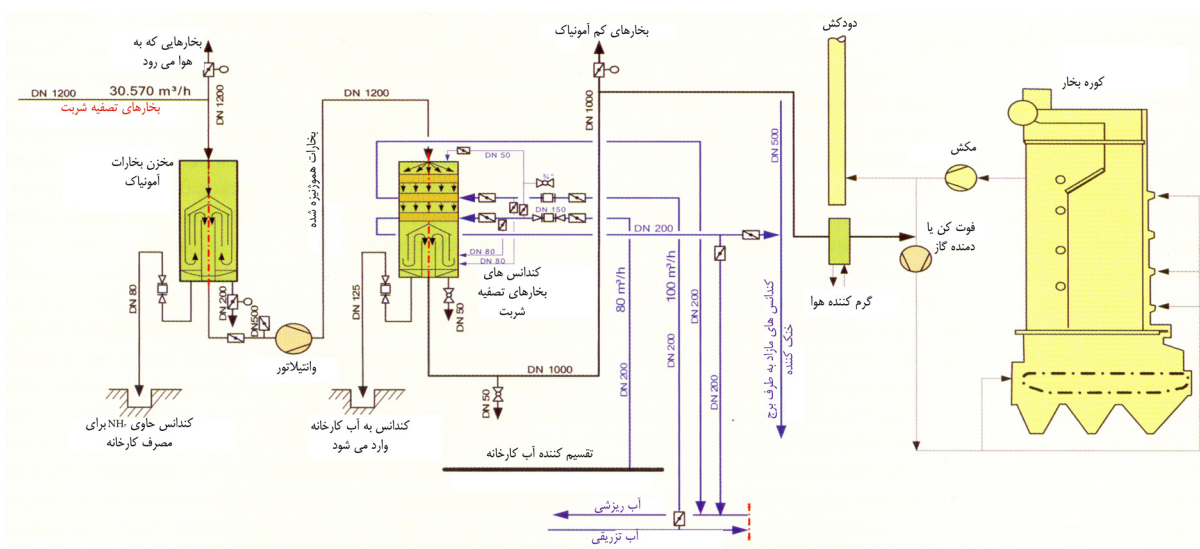 بخارهایی که به
هوا می رود
DN 1200
30.570 m³/h
بخارهای تصفیه شربت
DN 1200
مخزن بخارات
آمونیاک
DN 80
DN 200
DN500
وانتیلاتور
کندانس حاوی NH₃ برای
مصرف کارخانه
بخارات هموژنیزه شده
DN 1200
DN 125
کندانس به آب کارخانه
وارد می شود
DN 50
¾"
DN 150
DN 80
DN 80
کندانس های
بخارهای تصفیه
شربت
DN 50
DN 1000
DN 50
بخارهای کم آمونیاک
DN 1000
DN 200
80 m³/h
DN 200
100 m³/h
DN 200
DN 200
DN 200
DN 500
کندانس های مازاد به طرف برج
خنک کننده
تقسیم کننده آب کارخانه
آب ریزشی
آب تزریقی
دودکش
گرم کننده هوا
مکش
فوت کن یا
دمنده گاز
کوره بخار